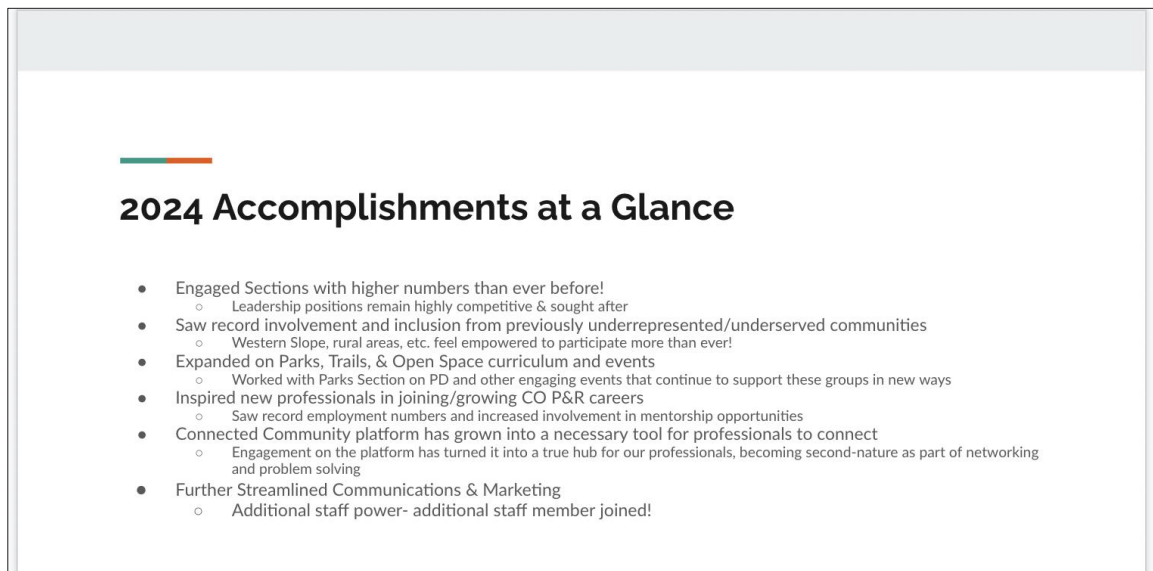 2024 Accomplishments at a Glance
● Engaged Sections with higher numbers than ever before!
○ Leadership positions remain highly competitive & sought after
● Saw record involvement and inclusion from previously underrepresented/underserved communities
○ Western Slope, rural areas, etc. feel empowered to participate more than ever!
● Expanded on Parks, Trails, & Open Space curriculum and events
○ Worked with Parks Section on PD and other engaging events that continue to support these groups in new ways
● Inspired new professionals in joining/growing CO P&R careers
○ Saw record employment numbers and increased involvement in mentorship opportunities
● Connected Community platform has grown into a necessary tool for professionals to connect
○ Engagement on the platform has turned it into a true hub for our professionals, becoming second-nature as part of networking
and problem solving
● Further Streamlined Communications & Marketing
○ Additional staff power- additional staff member joined!